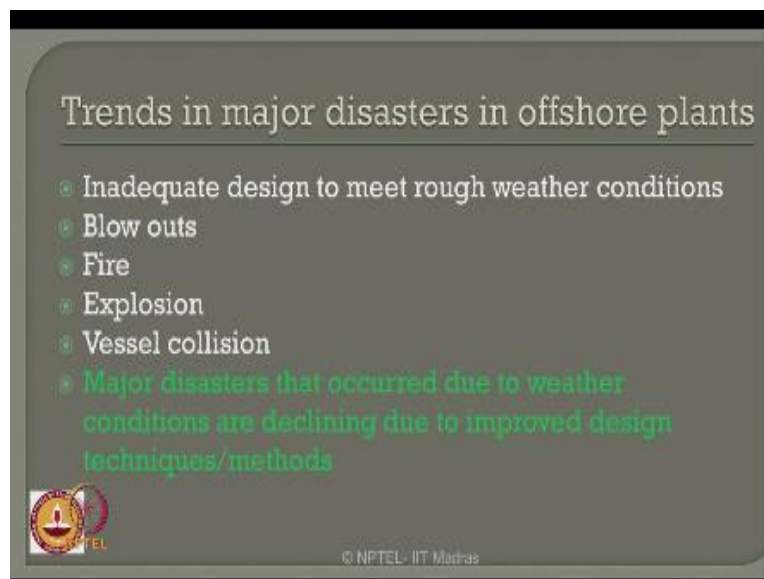 Trends in major disasters in offshore plants
Inadequate design to meet rough weather conditions
Blow outs
Fire
Explosion
Vessel collision
Major disasters that occurred due to weather
conditions are declining due to improved design
techniques/methods
NPTEL
© NPTEL- IIT Madras